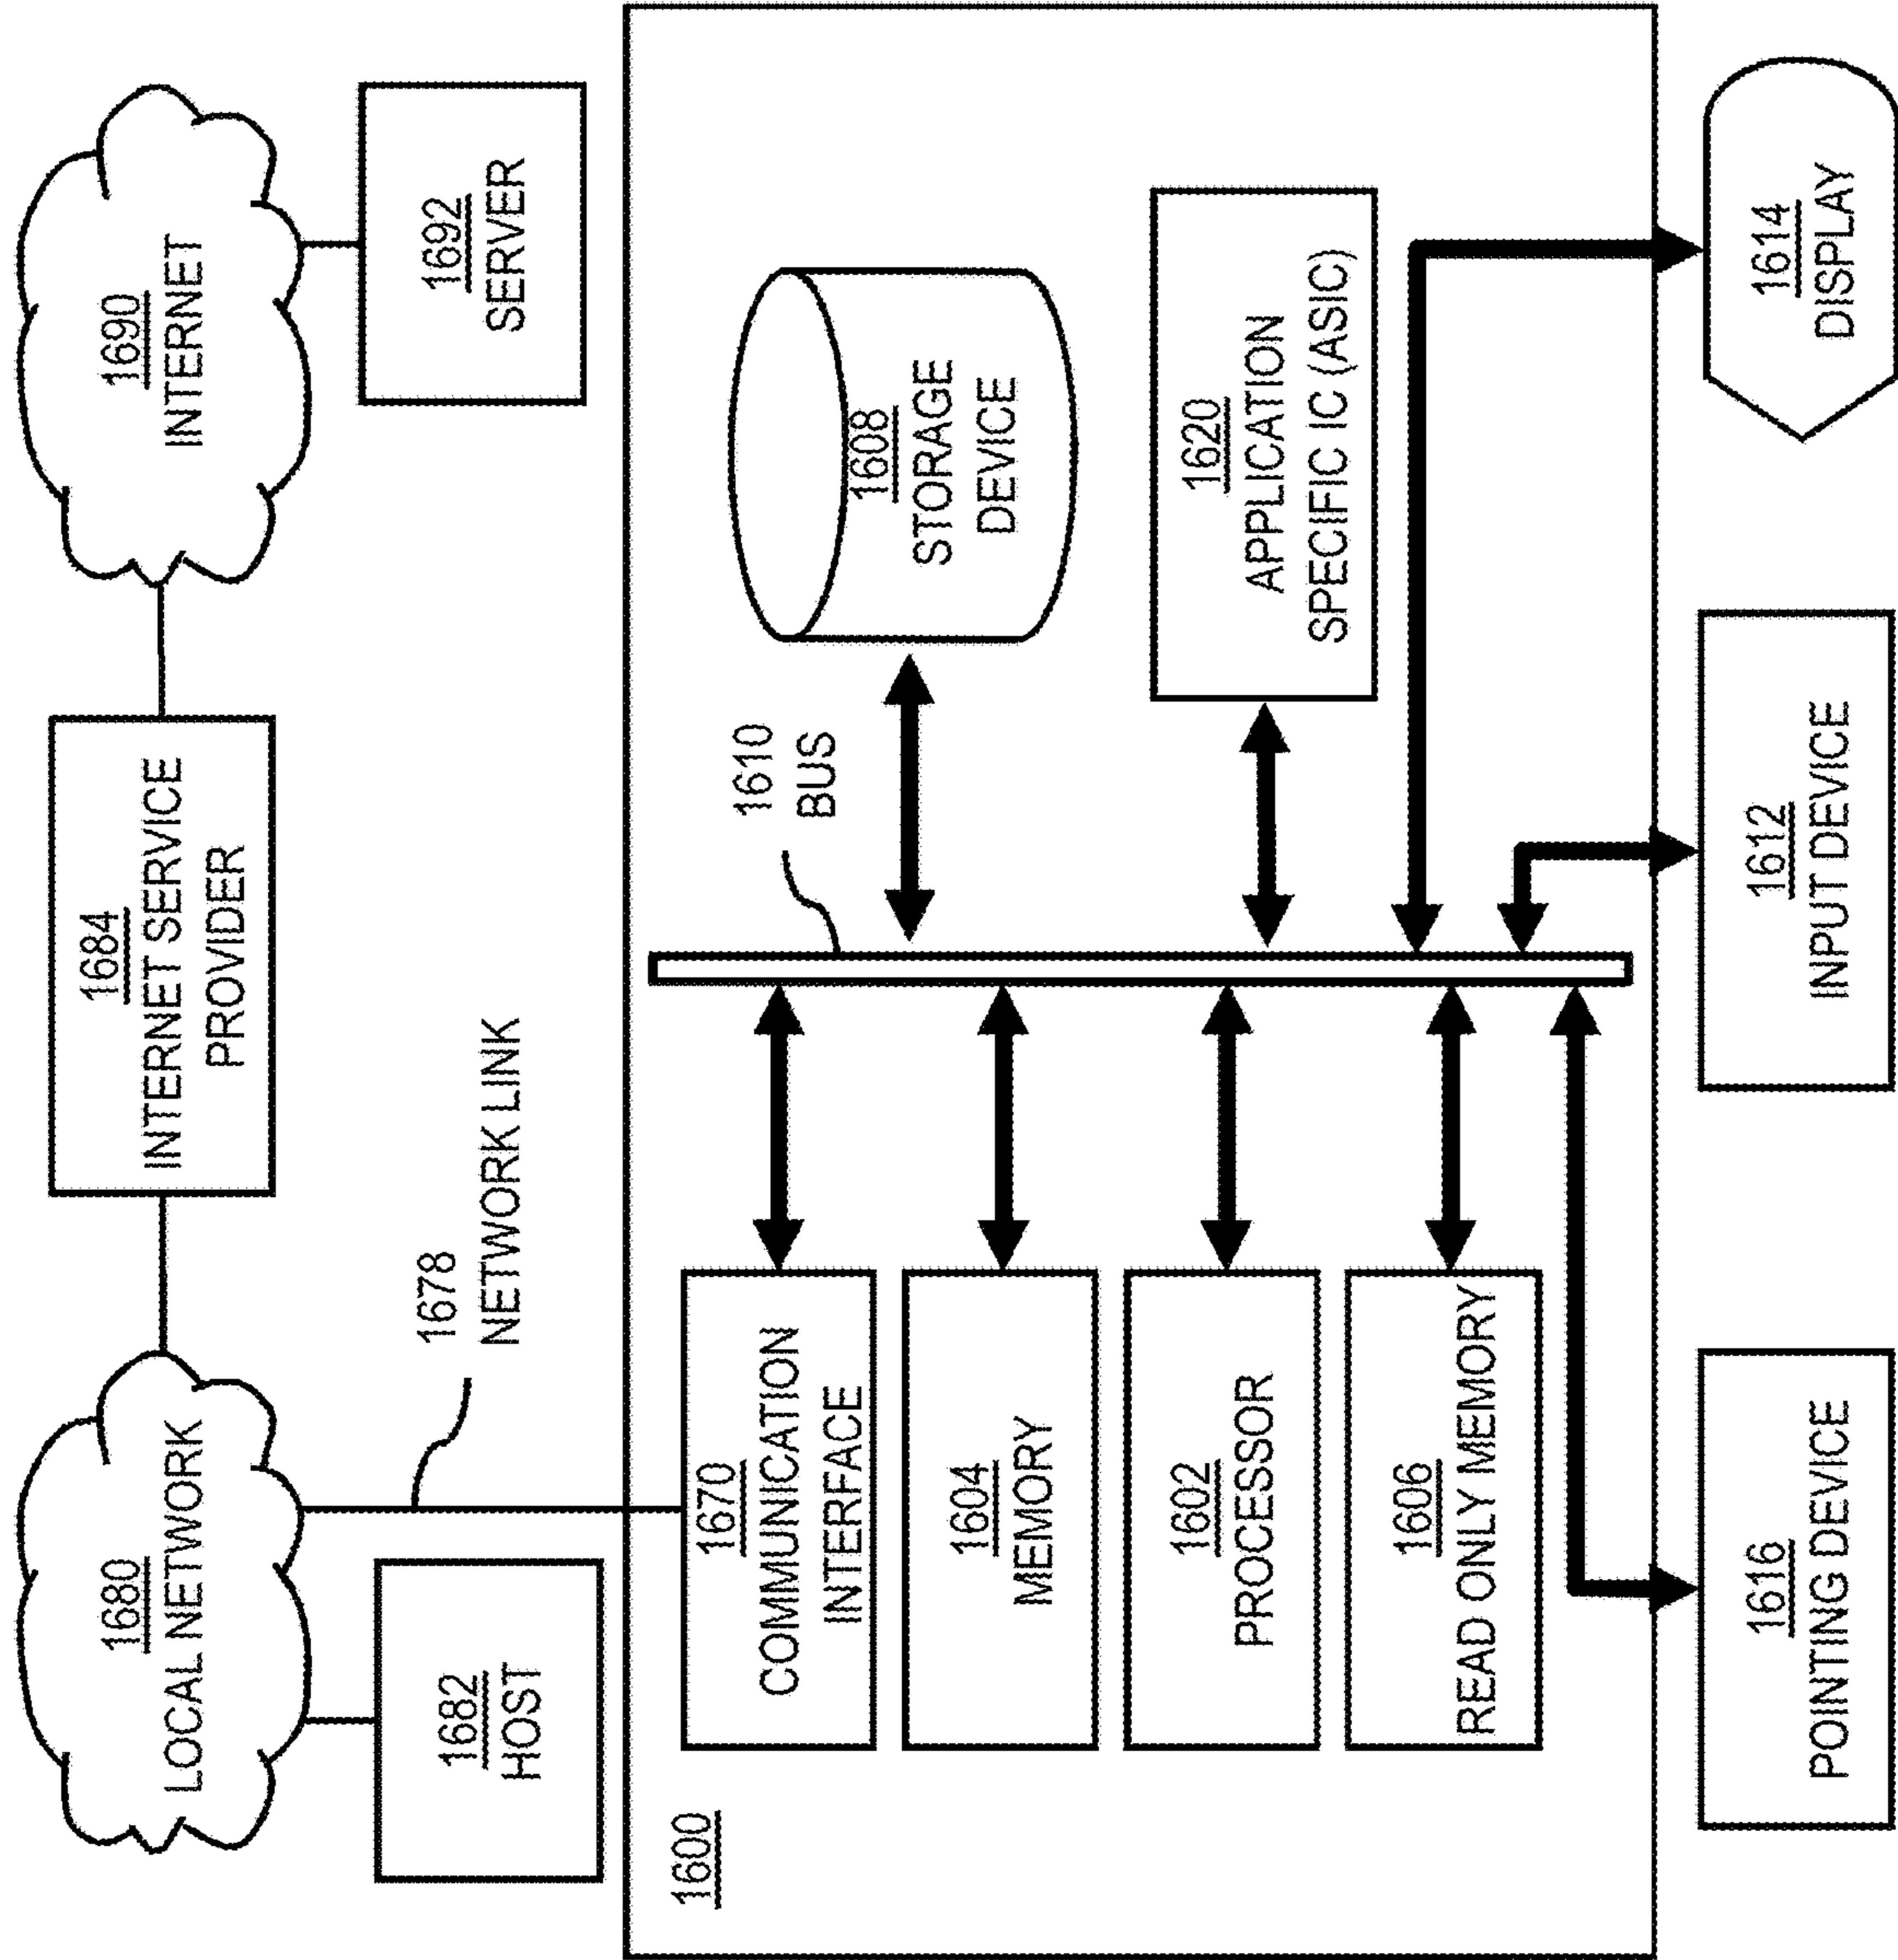 1680
LOCAL NETWORK
1684
INTERNET SERVICE
PROVIDER
1690
INTERNET
1682
HOST
1678
NETWORK LINK
1692
SERVER
1600
1670
COMMUNICATION
INTERFACE
1604
MEMORY
1602
PROCESSOR
1606
READ ONLY MEMORY
1610
BUS
1608
STORAGE
DEVICE
1620
APPLICATION
SPECIFIC IC (ASIC)
1616
POINTING DEVICE
1612
INPUT DEVICE
1614
DISPLAY